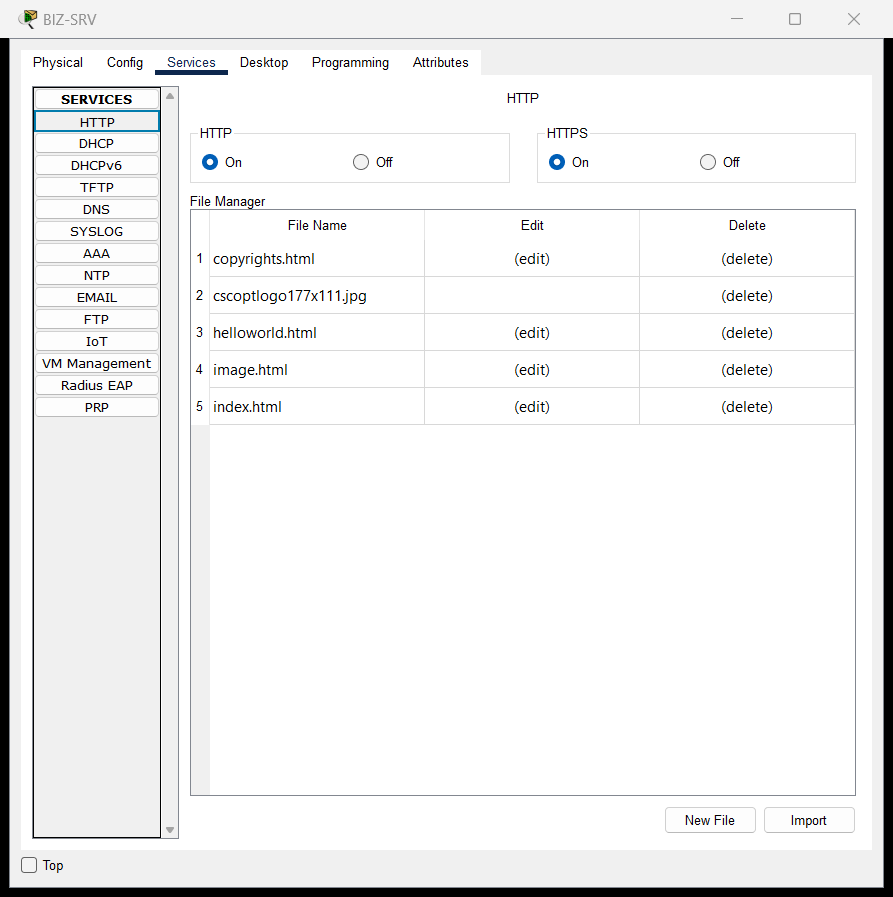 BIZ-SRV
Physical Config Services Desktop Programming Attributes
SERVICES
HTTP
DHCP
DHCPv6
TFTP
DNS
SYSLOG
AAA
NTP
EMAIL
FTP
IoT
VM Management
Radius EAP
PRP
HTTP
HTTP
On Off
HTTPS
On Off
File Manager
File Name Edit Delete
1 copyrights.html (edit) (delete)
2 cscoptlogo177x111.jpg (delete)
3 helloworld.html (edit) (delete)
4 image.html (edit) (delete)
5 index.html (edit) (delete)
New File Import
Top